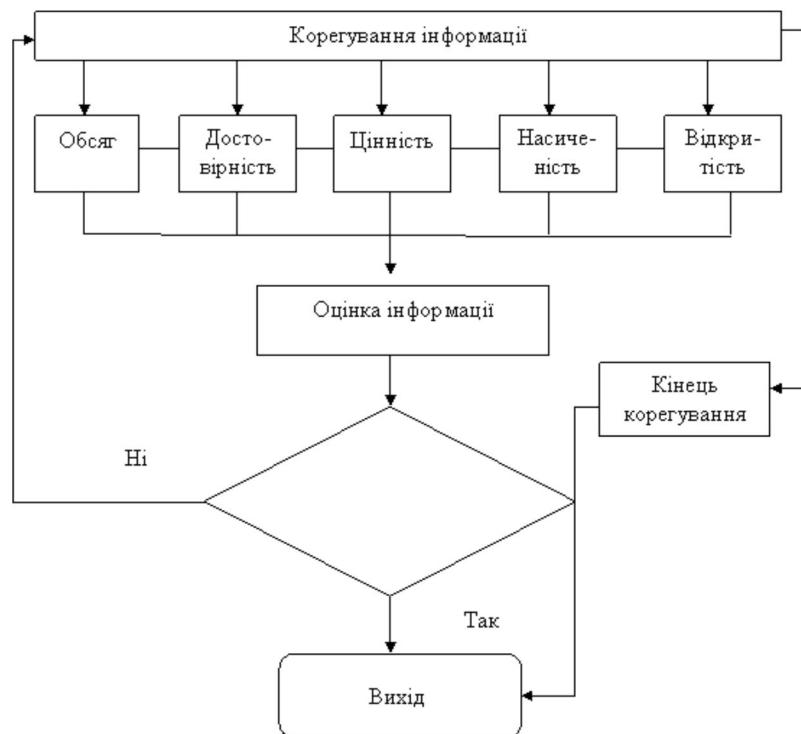 Корегування інформації
Обсяг
Досто-
вірність
Цінність
Насиче-
ність
Відкри-
тість
Оцінка інформації
Кінець
корегування
Ні
Так
Вихід